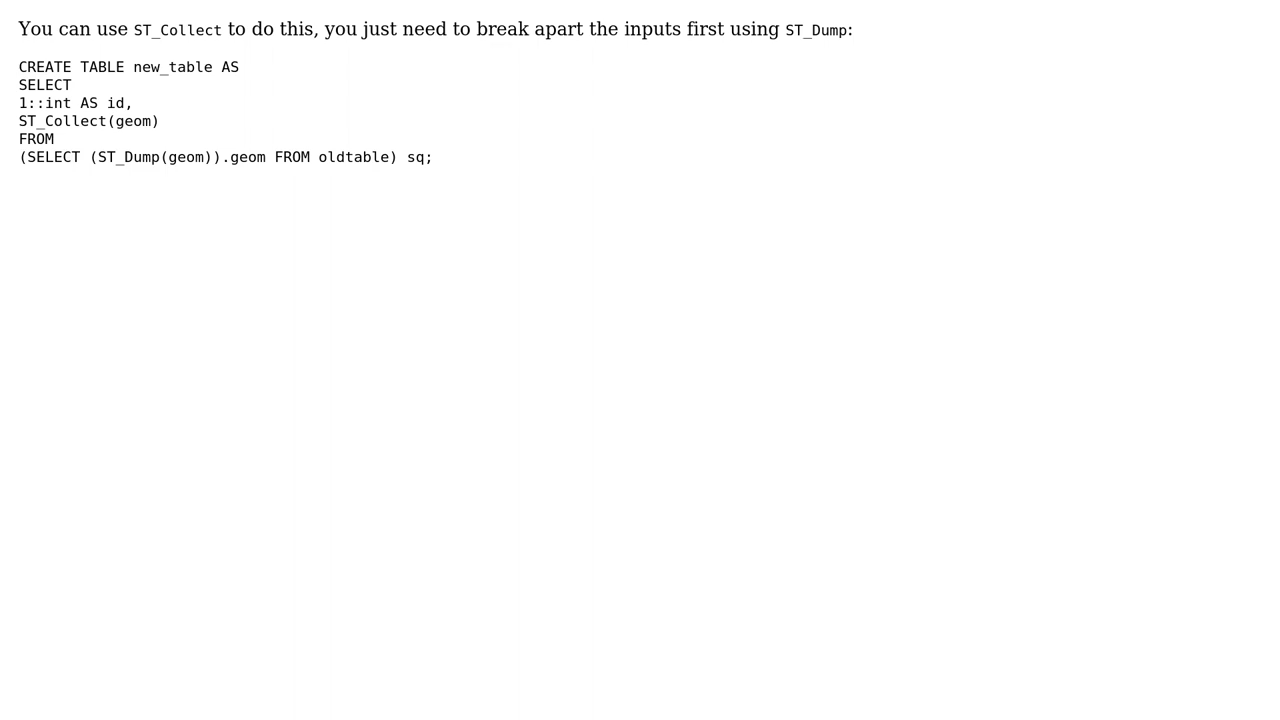 You can use ST_Collect to do this, you just need to break apart the inputs first using ST_Dump:
CREATE TABLE new_table AS
SELECT
1::int AS id,
ST_Collect(geom)
FROM
(SELECT (ST_Dump(geom)).geom FROM oldtable) sq;